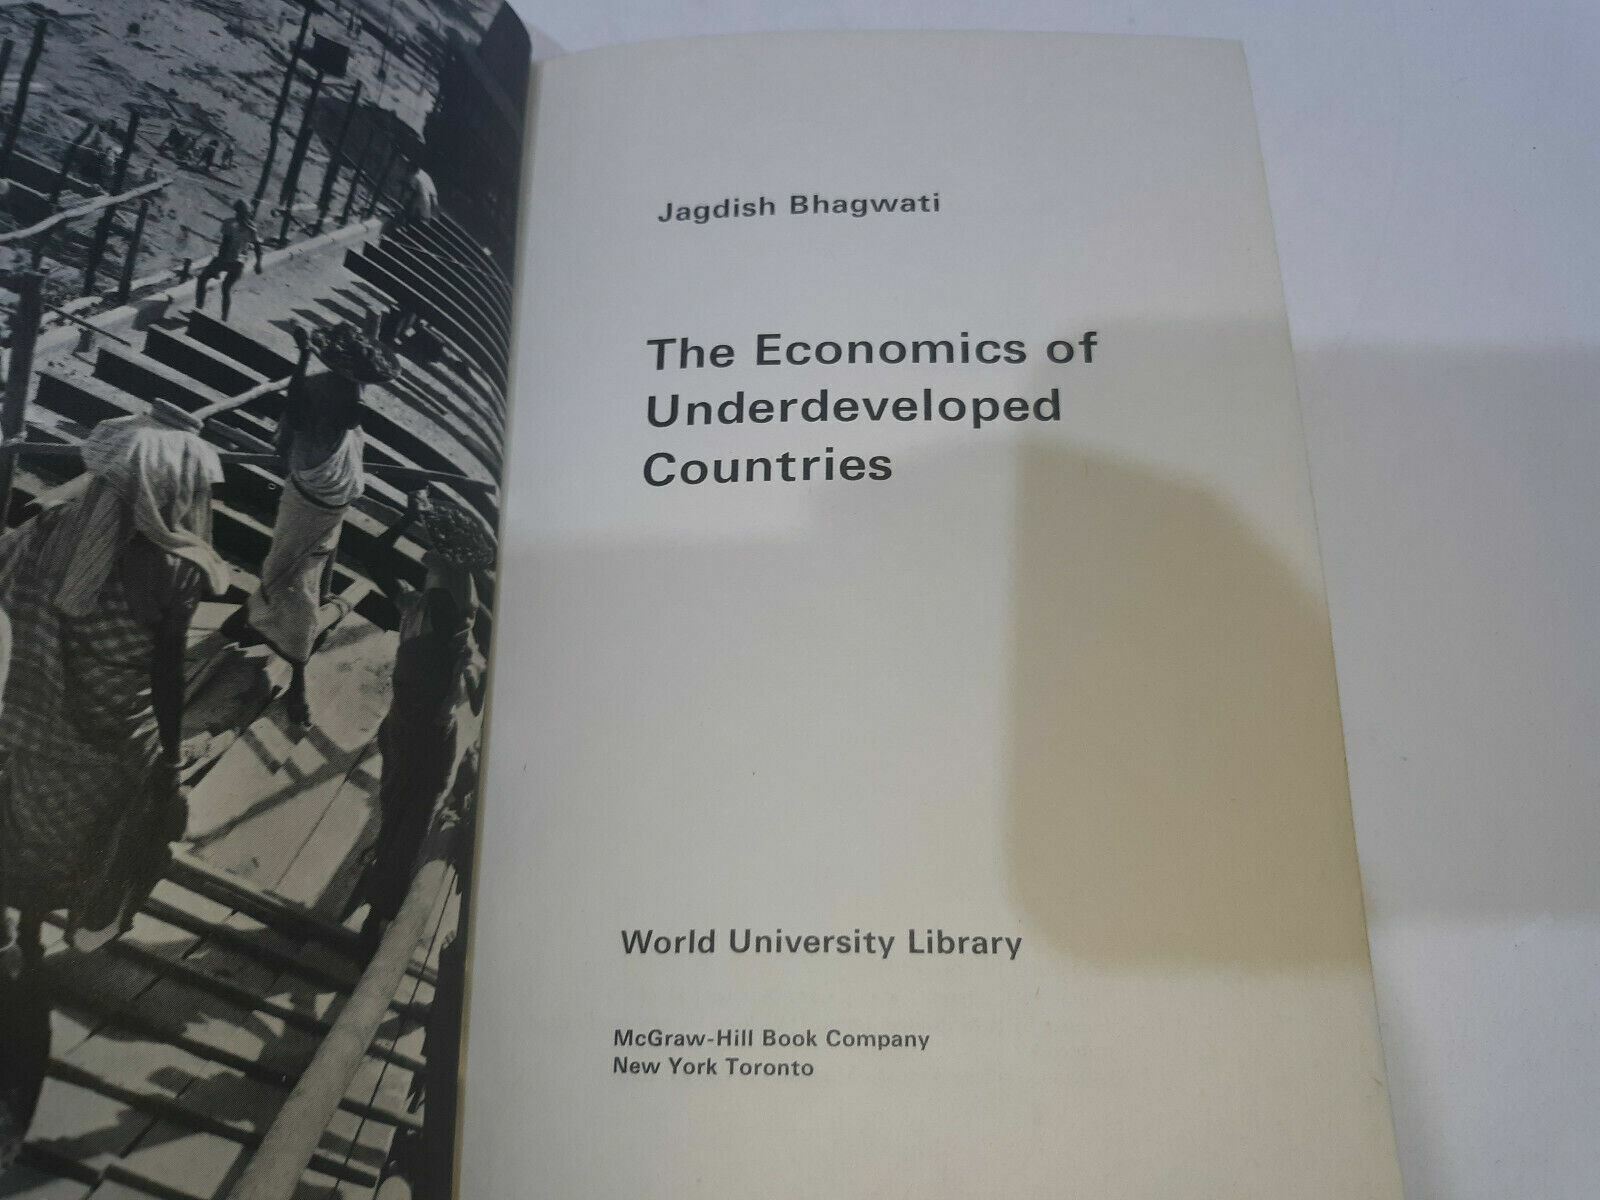 Jagdish Bhagwati
The Economics of
Underdeveloped
Countries
World University Library
McGraw-Hill Book Company
New York Toronto